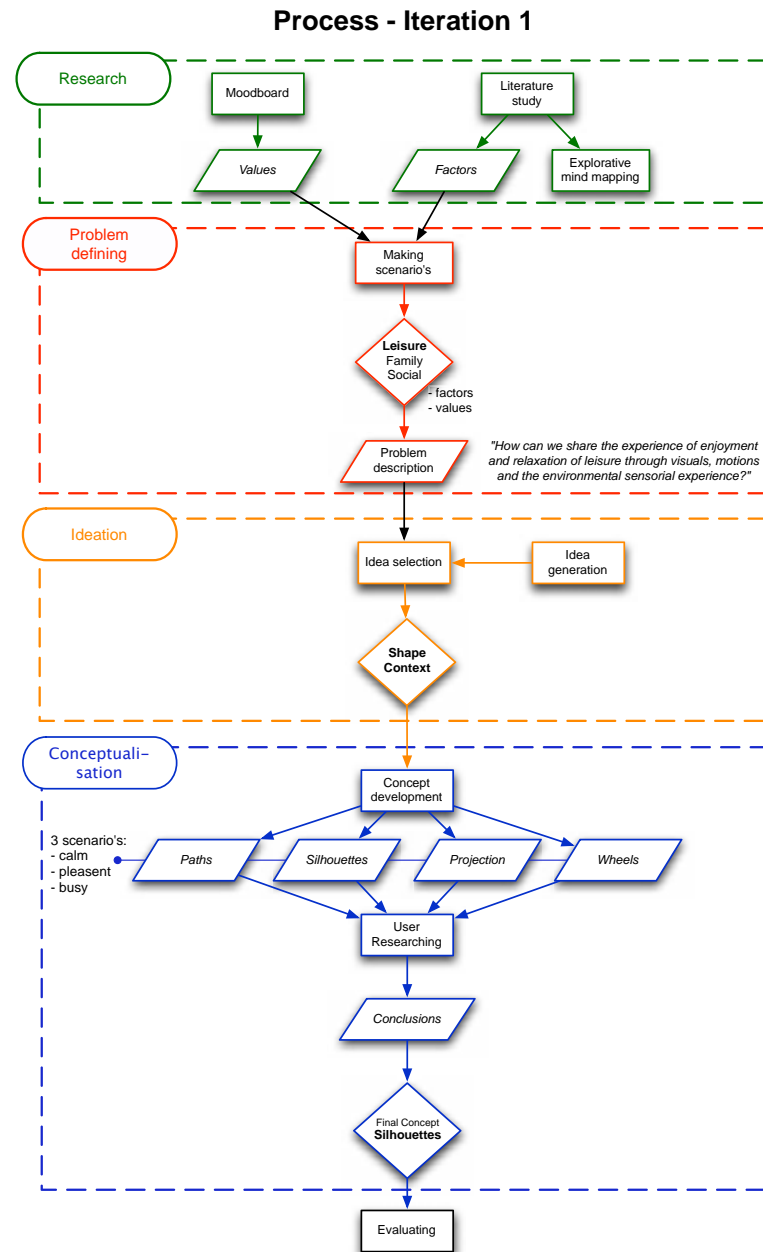 Process - Iteration 1
Research
Moodboard
Literature
study
Values
Factors
Explorative
mind mapping
Problem
defining
Making
scenario's
Leisure
Family
Social
- factors
- values
Problem
description
"How can we share the experience of enjoyment
and relaxation of leisure through visuals, motions
and the environmental sensorial experience?"
Ideation
Idea selection
Idea
generation
Shape
Context
Conceptuali-
sation
Concept
development
3 scenario's:
- calm
- pleasent
- busy
Paths
Silhouettes
Projection
Wheels
User
Researching
Conclusions
Final Concept
Silhouettes
Evaluating